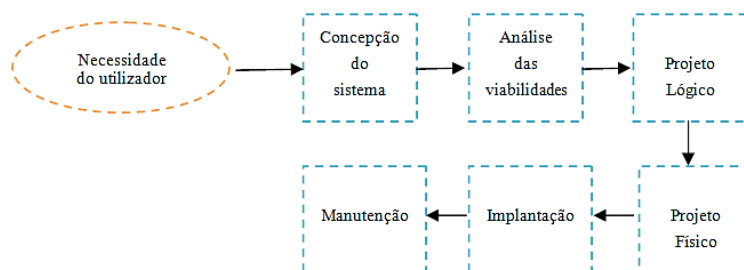 Necessidade
do utilizador
Concepção
do
sistema
Análise
das
viabilidades
Projeto
Lógico
Manutenção
Implantação
Projeto
Físico